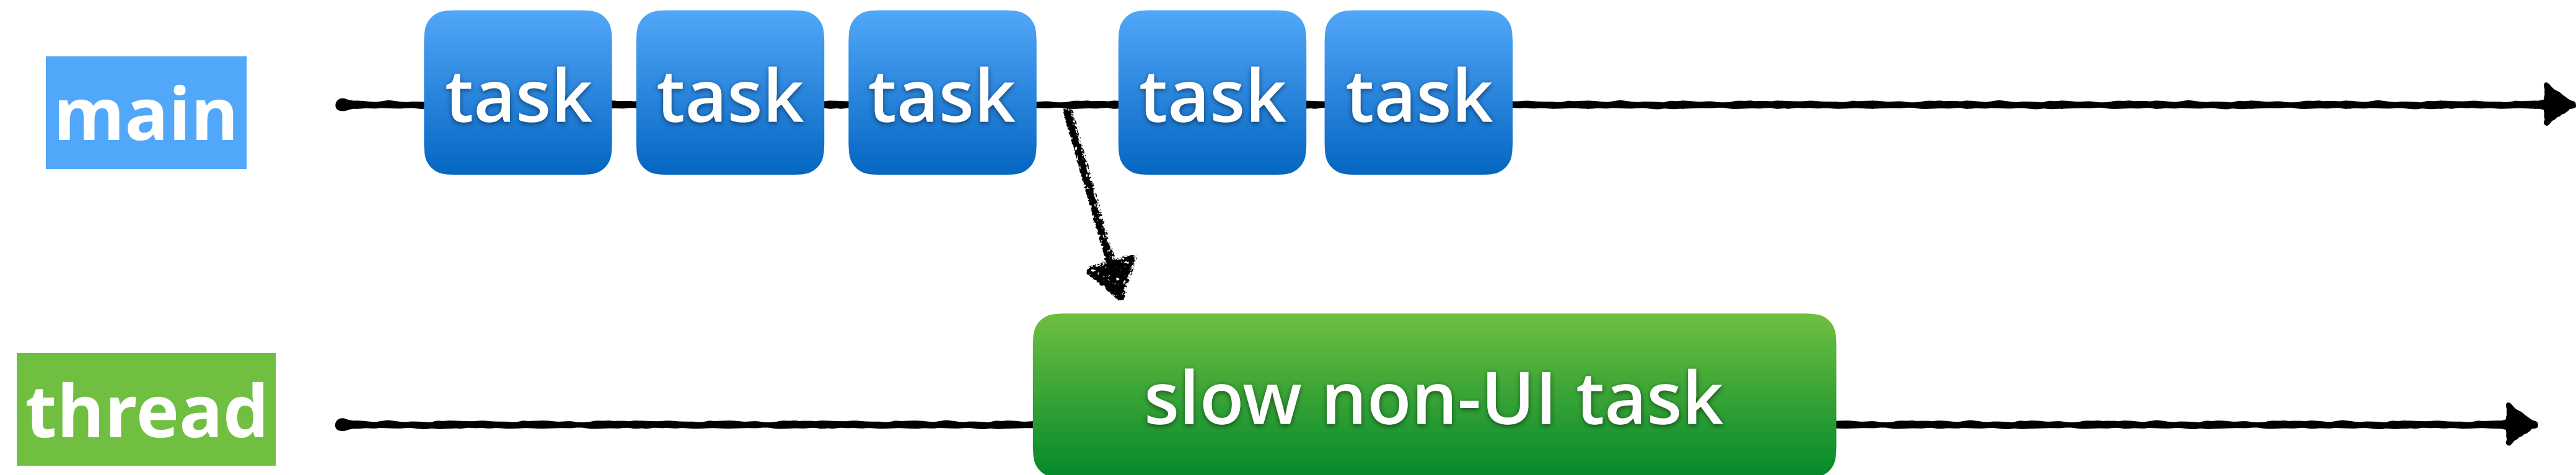 main
task task task task task
thread
slow non-UI task